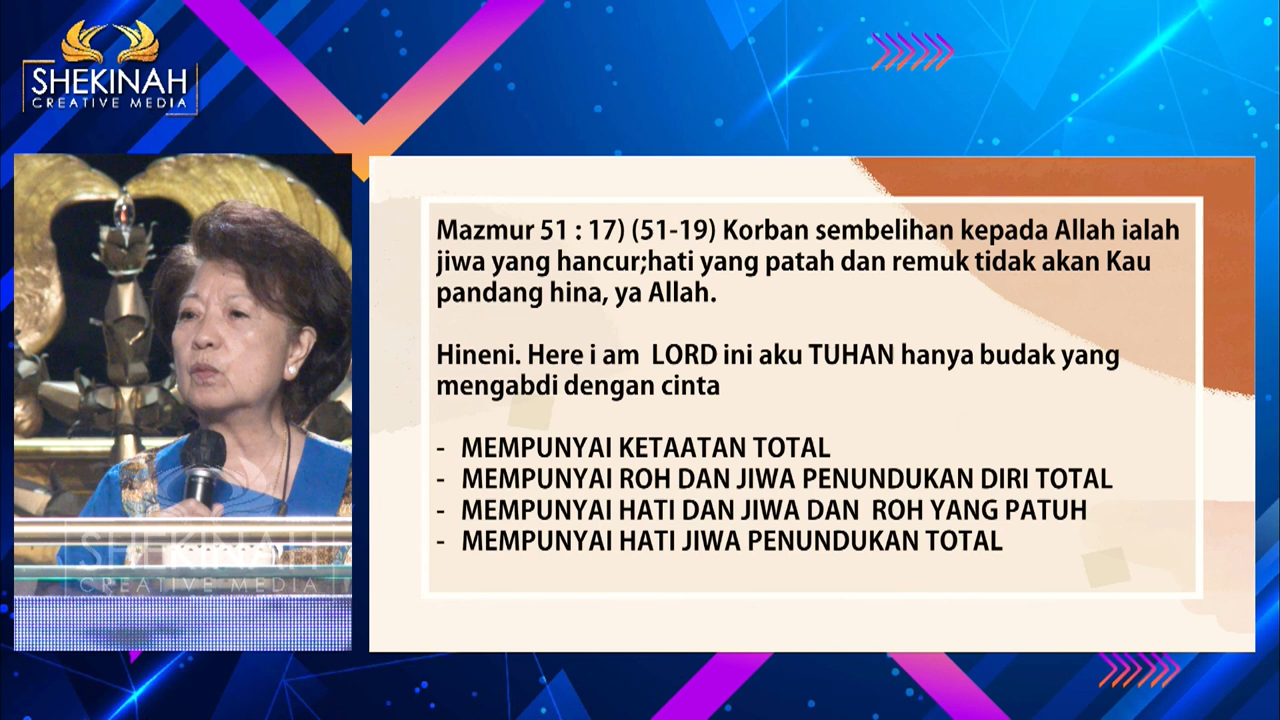 SHEKINAH
CREATIVE MEDIA
Mazmur 51 : 17) (51-19) Korban sembelihan kepada Allah ialah
jiwa yang hancur;hati yang patah dan remuk tidak akan Kau
pandang hina, ya Allah.
Hineni. Here i am  LORD ini aku TUHAN hanya budak yang
mengabdi dengan cinta
- MEMPUNYAI KETAATAN TOTAL
- MEMPUNYAI ROH DAN JIWA PENUNDUKAN DIRI TOTAL
- MEMPUNYAI HATI DAN JIWA DAN  ROH YANG PATUH
- MEMPUNYAI HATI JIWA PENUNDUKAN TOTAL
SHEKINAH
CREATIVE MEDIA